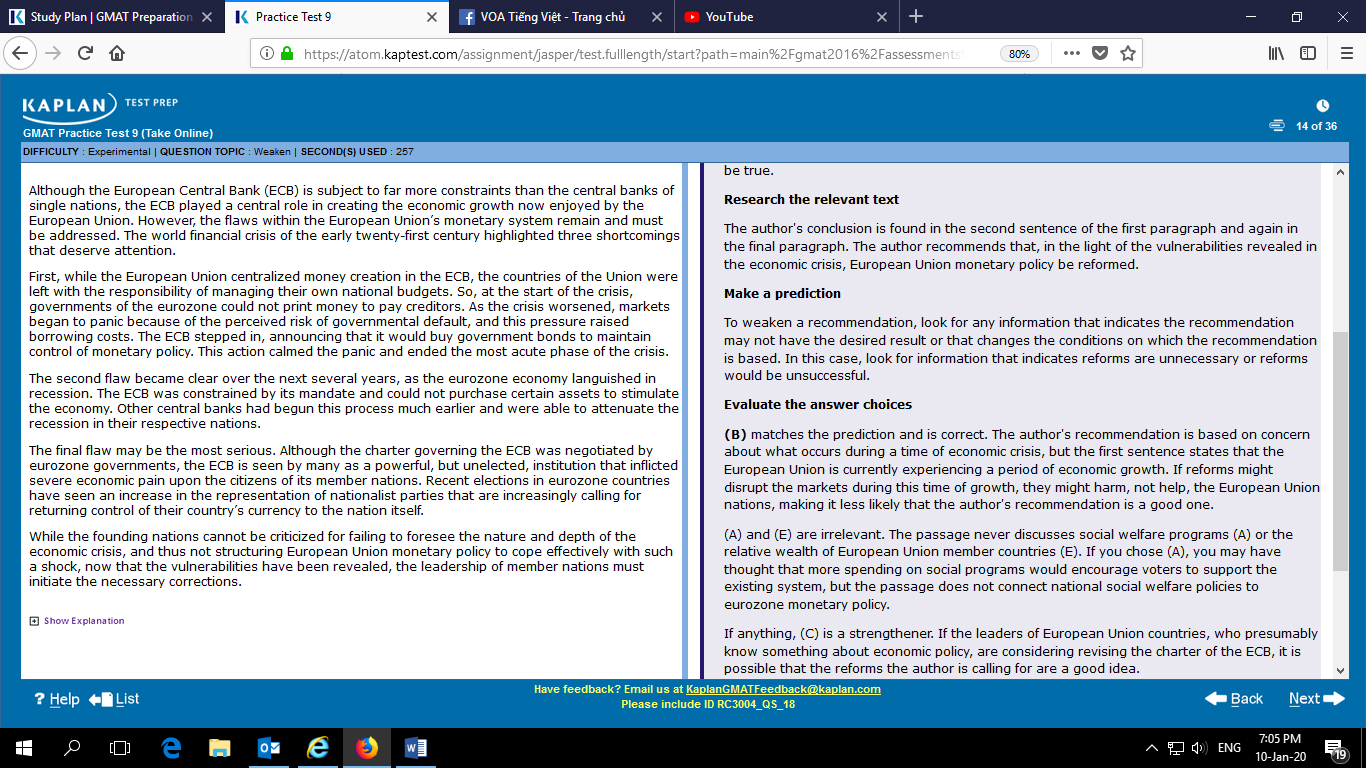 Study Plan | GMAT Preparation
Practice Test 9
VOA Tiếng Việt - Trang chủ
YouTube
https://atom.kaptest.com/assignment/jasper/test.fulllength/start?path=main%2Fgmat2016%2Fassessments
80%
KAPLAN TEST PREP
GMAT Practice Test 9 (Take Online)
14 of 36
DIFFICULTY : Experimental | QUESTION TOPIC : Weaken | SECOND(S) USED : 257
Although the European Central Bank (ECB) is subject to far more constraints than the central banks of
single nations, the ECB played a central role in creating the economic growth now enjoyed by the
European Union. However, the flaws within the European Union's monetary system remain and must
be addressed. The world financial crisis of the early twenty-first century highlighted three shortcomings
that deserve attention.
First, while the European Union centralized money creation in the ECB, the countries of the Union were
left with the responsibility of managing their own national budgets. So, at the start of the crisis,
governments of the eurozone could not print money to pay creditors. As the crisis worsened, markets
began to panic because of the perceived risk of governmental default, and this pressure raised
borrowing costs. The ECB stepped in, announcing that it would buy government bonds to maintain
control of monetary policy. This action calmed the panic and ended the most acute phase of the crisis.
The second flaw became clear over the next several years, as the eurozone economy languished in
recession. The ECB was constrained by its mandate and could not purchase certain assets to stimulate
the economy. Other central banks had begun this process much earlier and were able to attenuate the
recession in their respective nations.
The final flaw may be the most serious. Although the charter governing the ECB was negotiated by
eurozone governments, the ECB is seen by many as a powerful, but unelected, institution that inflicted
severe economic pain upon the citizens of its member nations. Recent elections in eurozone countries
have seen an increase in the representation of nationalist parties that are increasingly calling for
returning control of their country's currency to the nation itself.
While the founding nations cannot be criticized for failing to foresee the nature and depth of the
economic crisis, and thus not structuring European Union monetary policy to cope effectively with such
a shock, now that the vulnerabilities have been revealed, the leadership of member nations must
initiate the necessary corrections.
Show Explanation
be true.
Research the relevant text
The author's conclusion is found in the second sentence of the first paragraph and again in
the final paragraph. The author recommends that, in the light of the vulnerabilities revealed in
the economic crisis, European Union monetary policy be reformed.
Make a prediction
To weaken a recommendation, look for any information that indicates the recommendation
may not have the desired result or that changes the conditions on which the recommendation
is based. In this case, look for information that indicates reforms are unnecessary or reforms
would be unsuccessful.
Evaluate the answer choices
(B) matches the prediction and is correct. The author's recommendation is based on concern
about what occurs during a time of economic crisis, but the first sentence states that the
European Union is currently experiencing a period of economic growth. If reforms might
disrupt the markets during this time of growth, they might harm, not help, the European Union
nations, making it less likely that the author's recommendation is a good one.
(A) and (E) are irrelevant. The passage never discusses social welfare programs (A) or the
relative wealth of European Union member countries (E). If you chose (A), you may have
thought that more spending on social programs would encourage voters to support the
existing system, but the passage does not connect national social welfare policies to
eurozone monetary policy.
If anything, (C) is a strengthener. If the leaders of European Union countries, who presumably
know something about economic policy, are considering revising the charter of the ECB, it is
possible that the reforms the author is calling for are a good idea.
? Help
List
Have feedback? Email us at KaplanGMATFeedback@kaplan.com
Please include ID RC3004_QS_18
Back
Next
ENG
7:05 PM
10-Jan-20
19